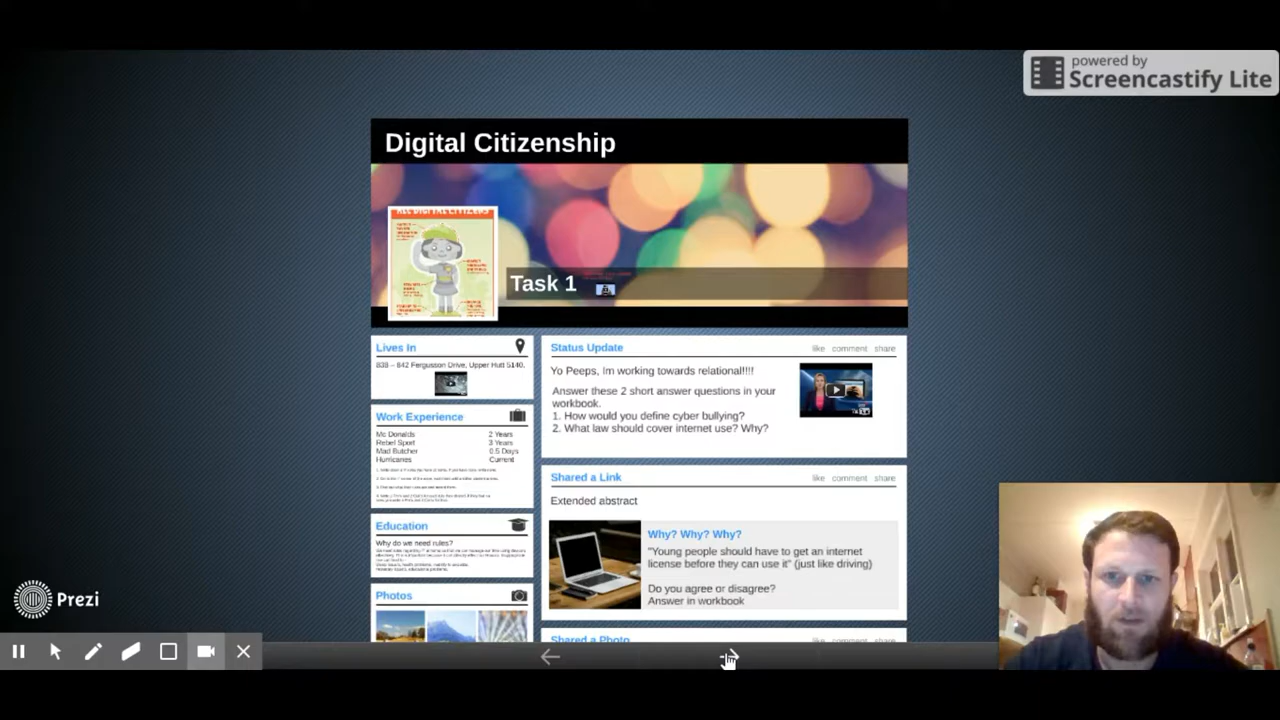 powered by
Screencastify Lite
Digital Citizenship
Task 1
Lives In
838 – 842 Fergusson Drive, Upper Hutt 5140.
Work Experience
Mc Donalds 2 Years
Rebel Sport 3 Years
Mad Butcher 0.5 Days
Hurricanes Current
Education
Why do we need rules?
Photos
Status Update like comment share
Yo Peeps, Im working towards relational!!!!
Answer these 2 short answer questions in your
workbook.
1. How would you define cyber bullying?
2. What law should cover internet use? Why?
Shared a Link like comment share
Extended abstract
Why? Why? Why?
"Young people should have to get an internet
license before they can use it" (just like driving)
Do you agree or disagree?
Answer in workbook
Shared a Photo like comment share
Prezi